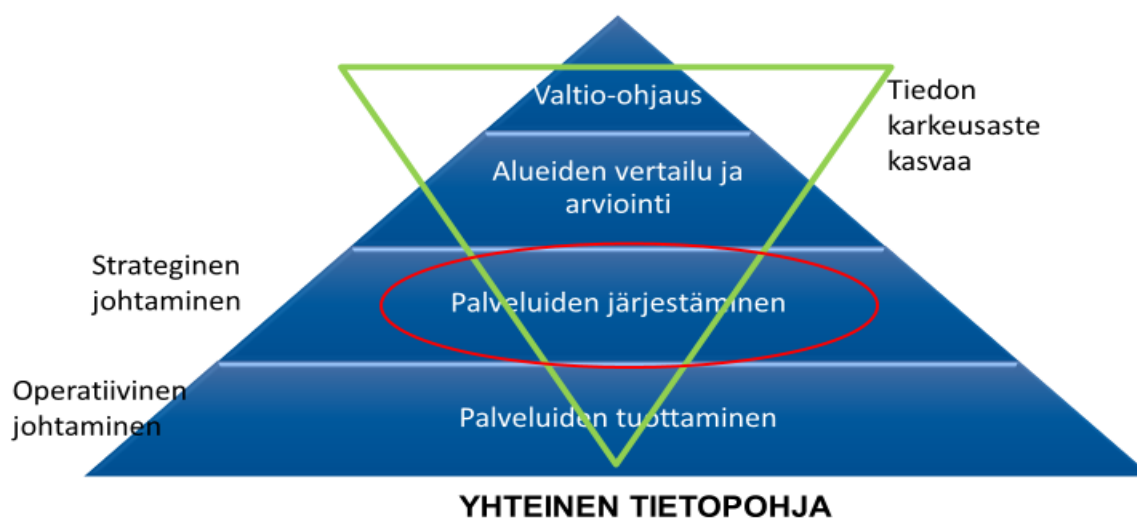 Valtio-ohjaus
Tiedon
karkeusaste
kasvaa
Alueiden vertailu ja
arviointi
Strateginen
johtaminen
Palveluiden järjestäminen
Operatiivinen
johtaminen
Palveluiden tuottaminen
YHTEINEN TIETOPOHJA